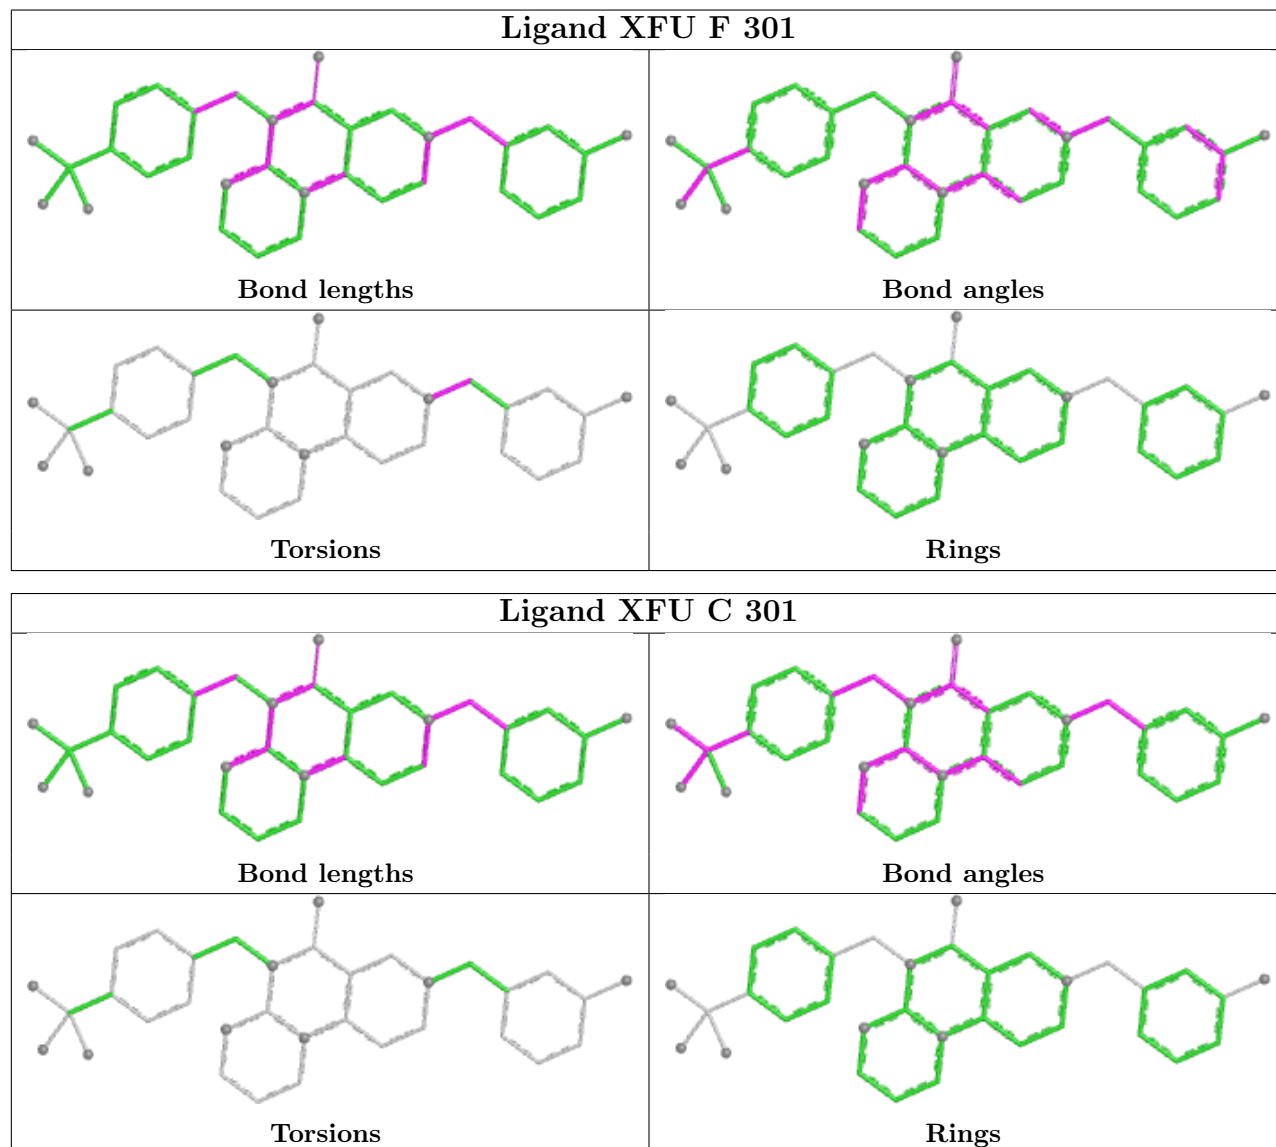 Ligand XFU F 301
Bond lengths
Bond angles
Torsions
Rings
Ligand XFU C 301
Bond lengths
Bond angles
Torsions
Rings